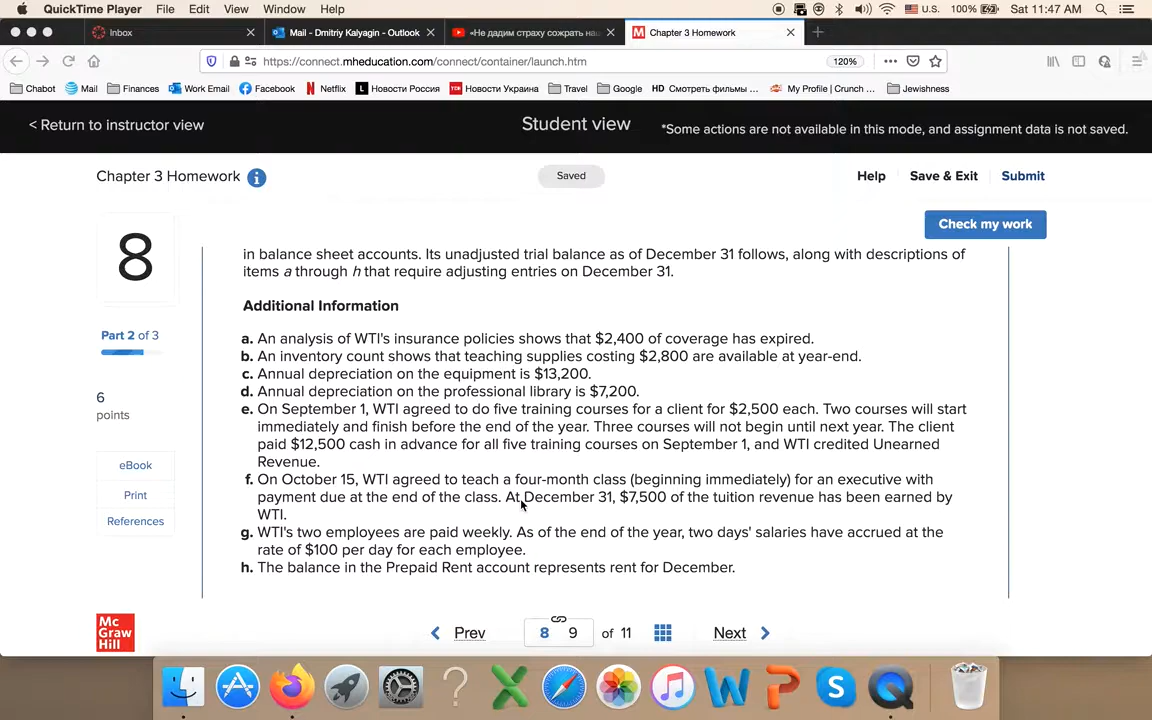 QuickTime Player File Edit View Window Help U.S. 100% Sat 11:47 AM
Inbox
Mail - Dmitriy Kalyagin - Outlook
«Не дадим страху сожрать наш
Chapter 3 Homework
https://connect.mheducation.com/connect/container/launch.htm
120%
Chabot Mail Finances Work Email Facebook Netflix Новости Россия Новости Украина Travel Google HD Смотреть фильмы ... My Profile | Crunch ... Jewishness
< Return to instructor view
Student view
*Some actions are not available in this mode, and assignment data is not saved.
Chapter 3 Homework i
Saved
Help Save & Exit Submit
Check my work
8
Part 2 of 3
6
points
eBook
Print
References
in balance sheet accounts. Its unadjusted trial balance as of December 31 follows, along with descriptions of
items a through h that require adjusting entries on December 31.
Additional Information
a. An analysis of WTI's insurance policies shows that $2,400 of coverage has expired.
b. An inventory count shows that teaching supplies costing $2,800 are available at year-end.
c. Annual depreciation on the equipment is $13,200.
d. Annual depreciation on the professional library is $7,200.
e. On September 1, WTI agreed to do five training courses for a client for $2,500 each. Two courses will start
immediately and finish before the end of the year. Three courses will not begin until next year. The client
paid $12,500 cash in advance for all five training courses on September 1, and WTI credited Unearned
Revenue.
f. On October 15, WTI agreed to teach a four-month class (beginning immediately) for an executive with
payment due at the end of the class. At December 31, $7,500 of the tuition revenue has been earned by
WTI.
g. WTI's two employees are paid weekly. As of the end of the year, two days' salaries have accrued at the
rate of $100 per day for each employee.
h. The balance in the Prepaid Rent account represents rent for December.
Mc
Graw
Hill
Prev
8 9 of 11
Next